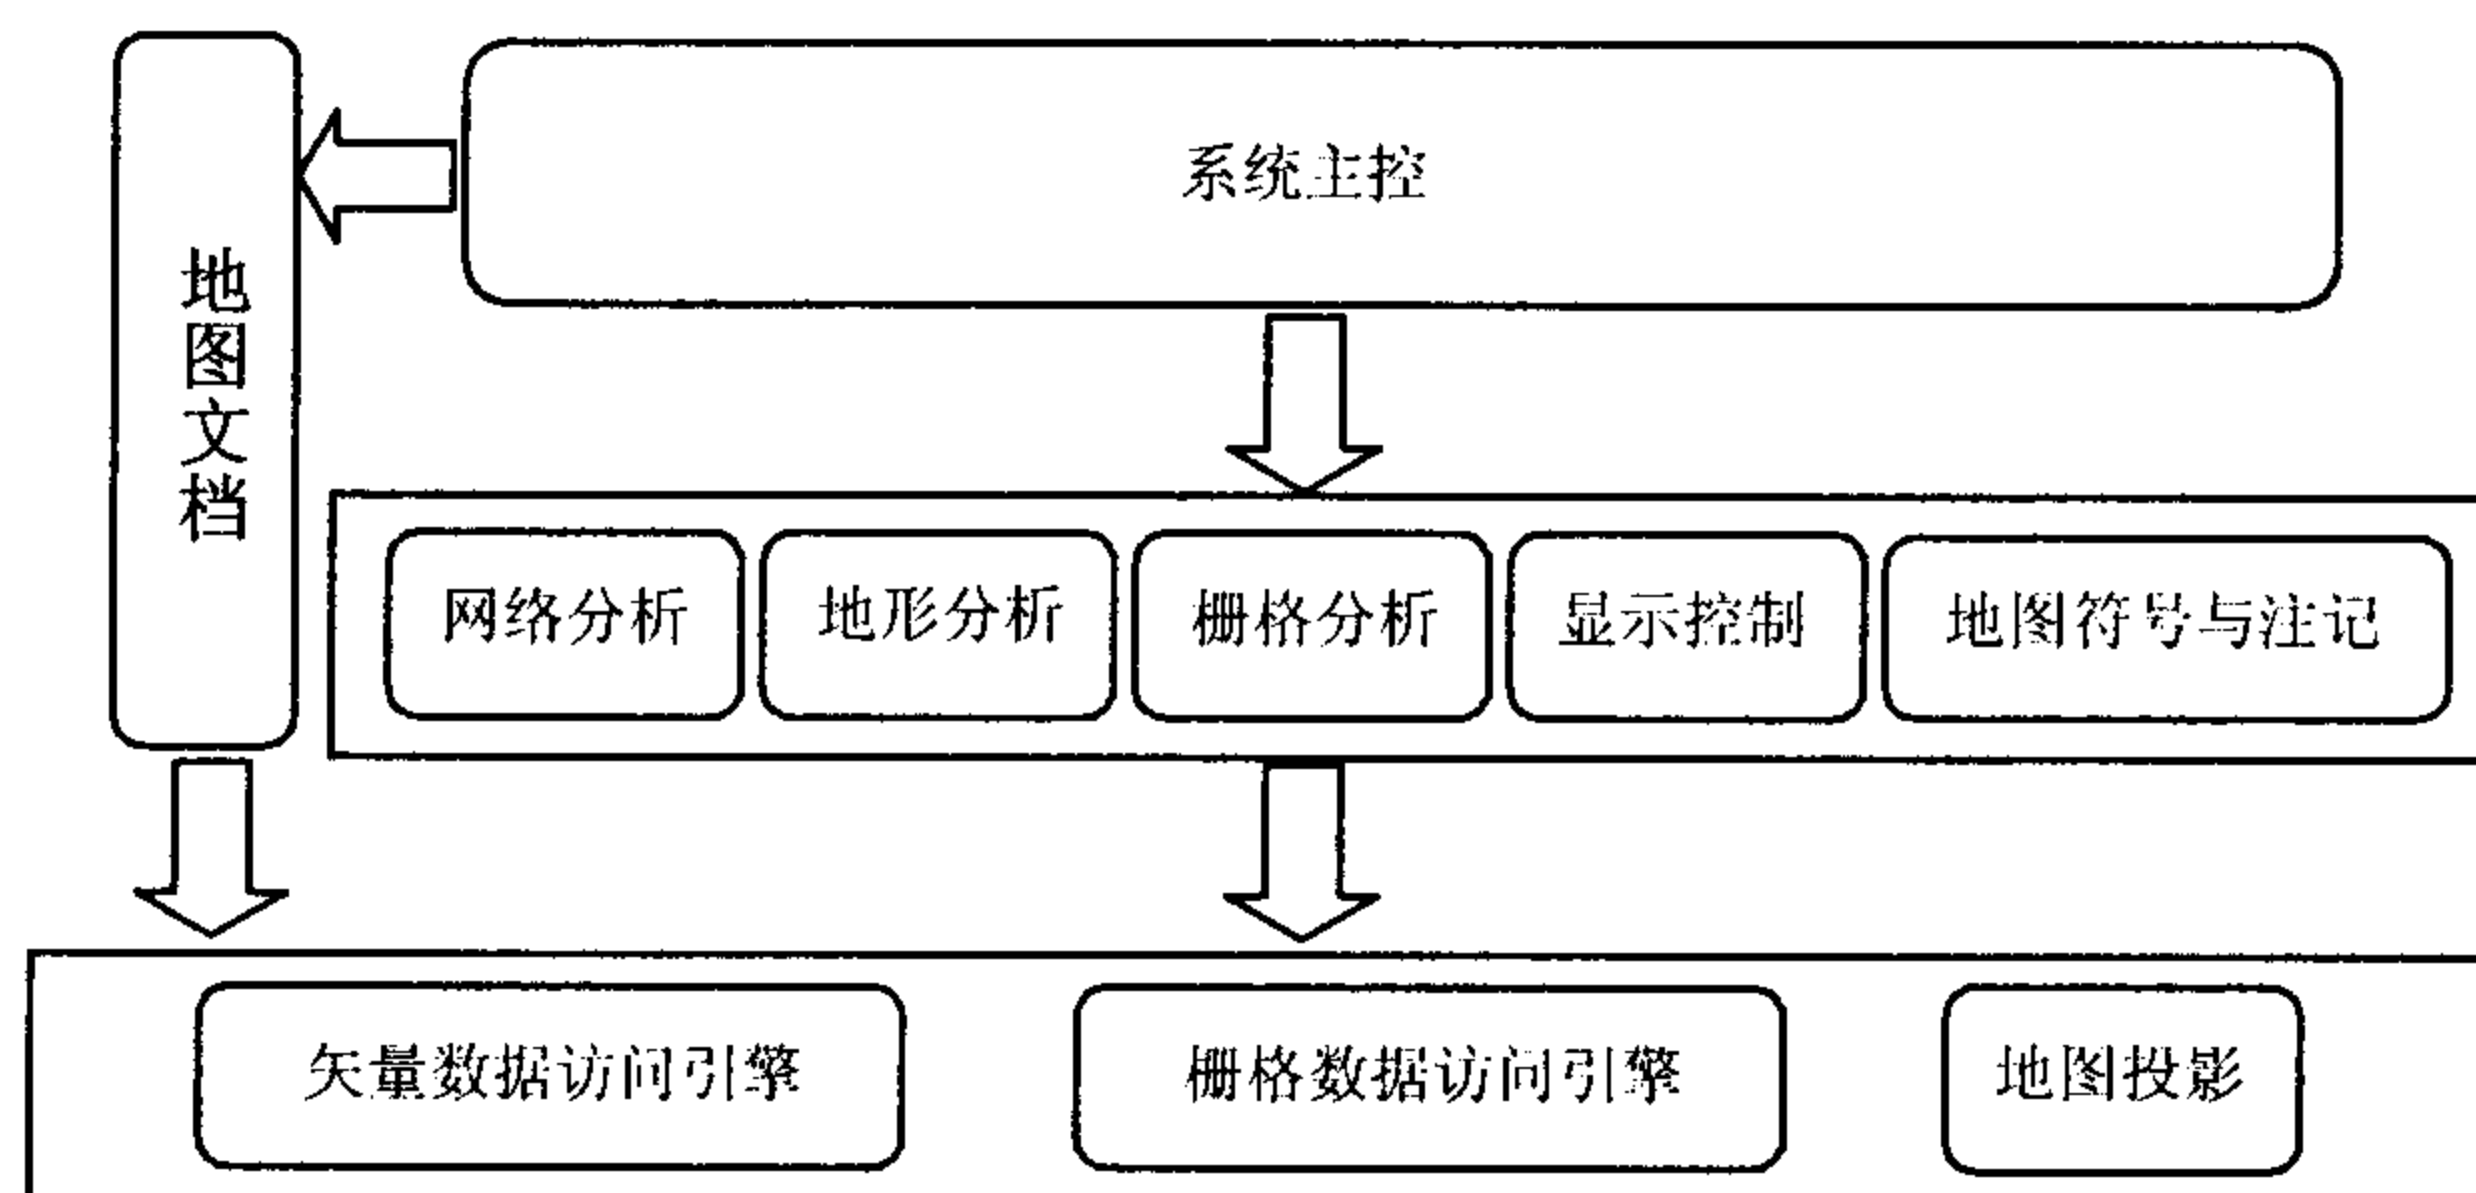 系统主控
地图文档
网络分析
地形分析
栅格分析
显示控制
地图符号与注记
矢量数据访问引擎
栅格数据访问引擎
地图投影